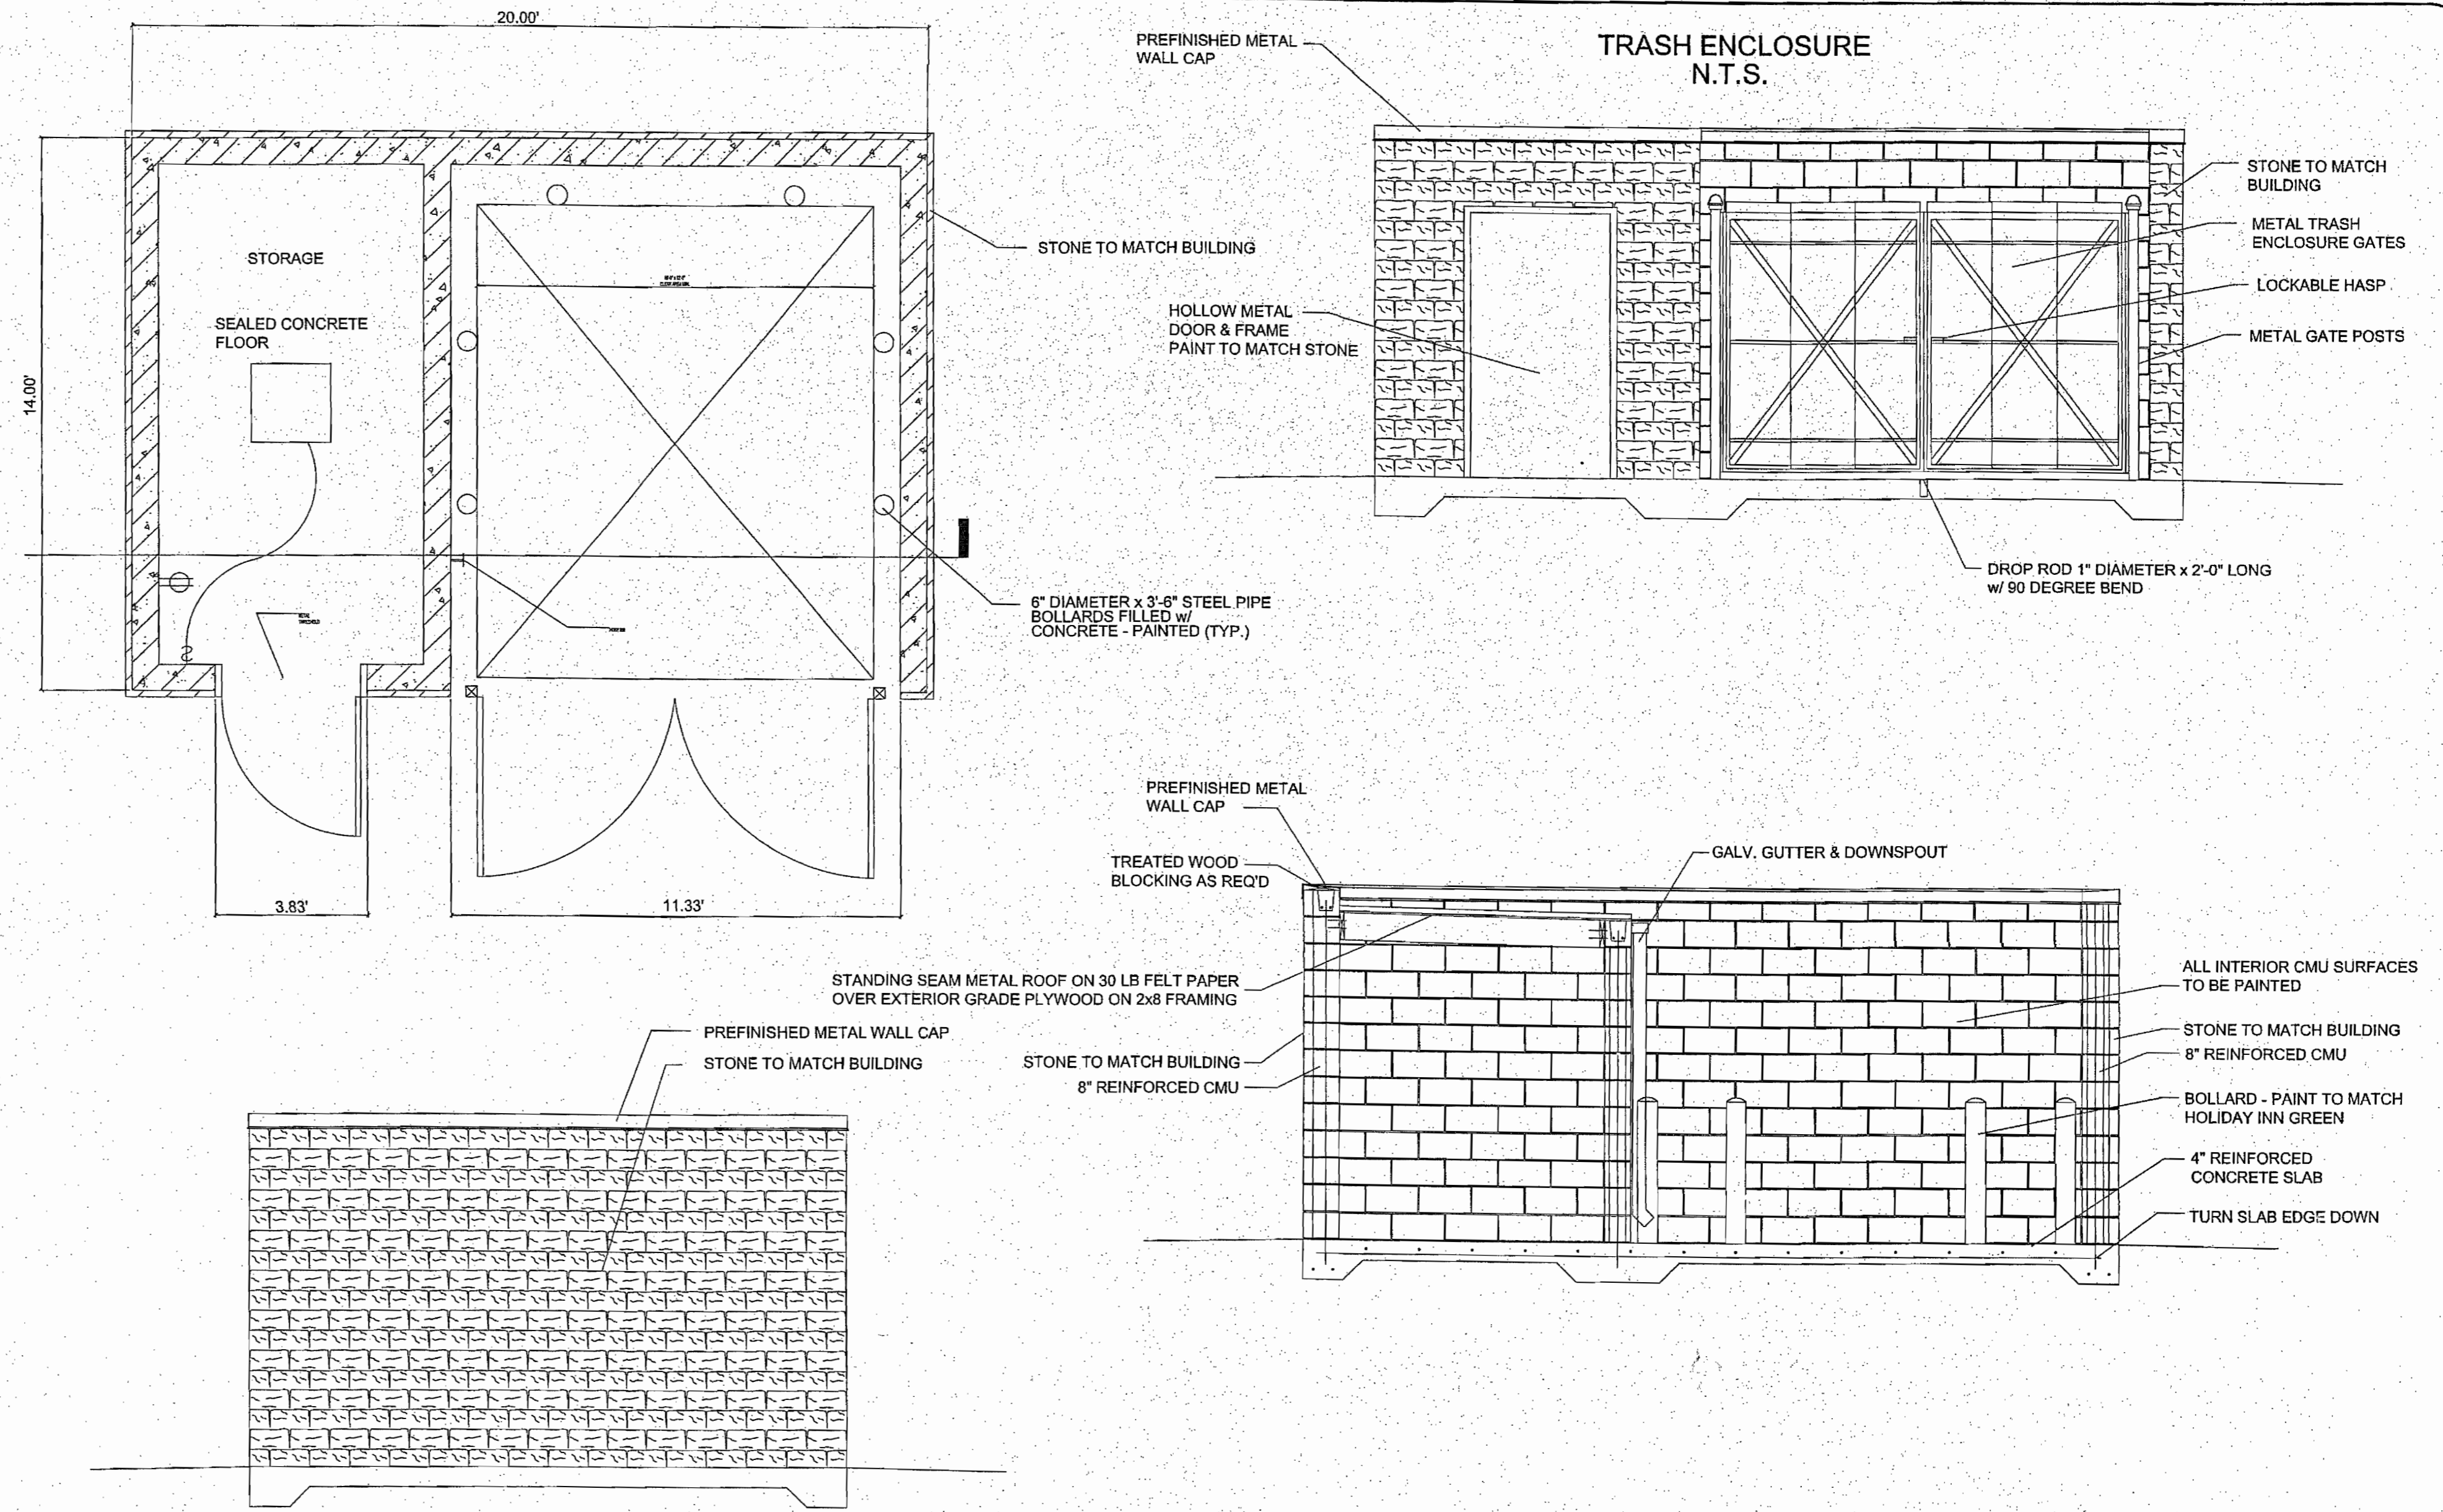 20.00'
14.00'
STORAGE
SEALED CONCRETE
FLOOR
STONE TO MATCH BUILDING
6" DIAMETER x 3'-6" STEEL PIPE
BOLLARDS FILLED w/
CONCRETE - PAINTED (TYP.)
3.83'
11.33'
TRASH ENCLOSURE
N.T.S.
PREFINISHED METAL
WALL CAP
HOLLOW METAL
DOOR & FRAME
PAINT TO MATCH STONE
STONE TO MATCH
BUILDING
METAL TRASH
ENCLOSURE GATES
LOCKABLE HASP
METAL GATE POSTS
DROP ROD 1" DIAMETER x 2'-0" LONG
w/ 90 DEGREE BEND
PREFINISHED METAL WALL CAP
STONE TO MATCH BUILDING
PREFINISHED METAL
WALL CAP
TREATED WOOD
BLOCKING AS REQ'D
GALV. GUTTER & DOWNSPOUT
STANDING SEAM METAL ROOF ON 30 LB FELT PAPER
OVER EXTERIOR GRADE PLYWOOD ON 2x8 FRAMING
STONE TO MATCH BUILDING
8" REINFORCED CMU
ALL INTERIOR CMU SURFACES
TO BE PAINTED
STONE TO MATCH BUILDING
8" REINFORCED CMU
BOLLARD - PAINT TO MATCH
HOLIDAY INN GREEN
4" REINFORCED
CONCRETE SLAB
TURN SLAB EDGE DOWN